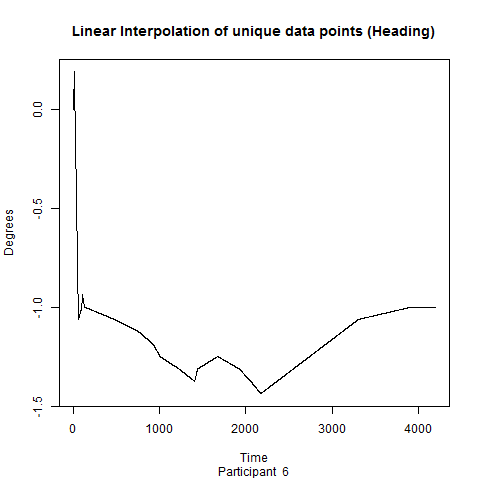 Linear Interpolation of unique data points (Heading)
Degrees
0.0
-0.5
-1.0
-1.5
0 1000 2000 3000 4000
Time
Participant 6